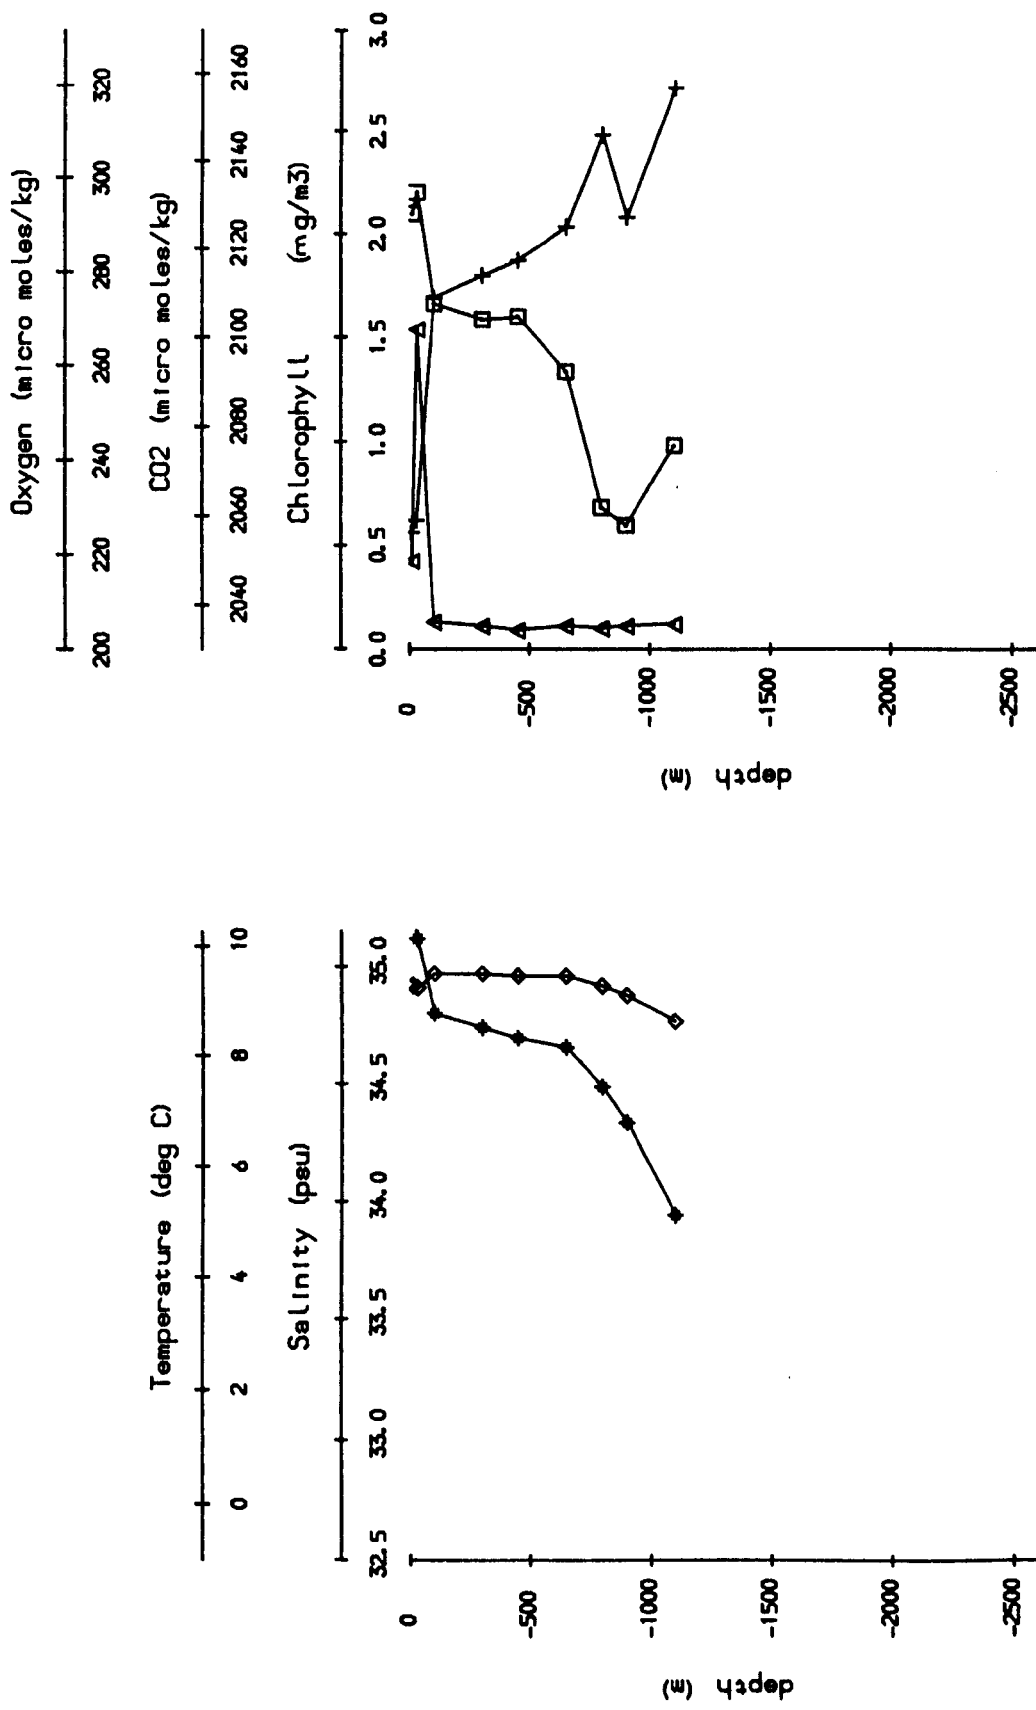 Temperature (deg C)
0 2 4 6 8 10
Salinity (psu)
32.5 33.0 33.5 34.0 34.5 35.0
0
-500
-1000
-1500
-2000
-2500
depth (m)
Oxygen (micro moles/kg)
200 220 240 260 280 300 320
CO2 (micro moles/kg)
2040 2060 2080 2100 2120 2140 2160
Chlorophyll (mg/m3)
0.0 0.5 1.0 1.5 2.0 2.5 3.0
0
-500
-1000
-1500
-2000
-2500
depth (m)